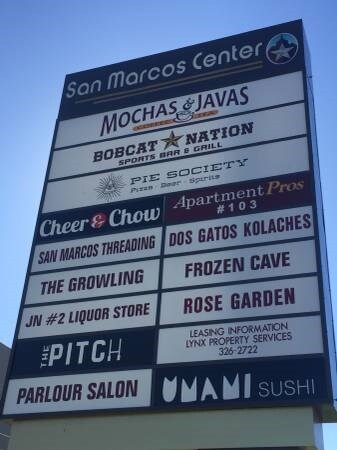 San Marcos Center
MOCHAS & JAVAS
COFFEE TEA
BOBCAT NATION
SPORTS BAR & GRILL
PIE SOCIETY
Pizza · Beer · Spirits
Cheer & Chow
Apartment Pros
#103
SAN MARCOS THREADING
DOS GATOS KOLACHES
THE GROWLING
FROZEN CAVE
JN #2 LIQUOR STORE
ROSE GARDEN
THE PITCH
LEASING INFORMATION
LYNX PROPERTY SERVICES
326-2722
PARLOUR SALON
UMAMI SUSHI